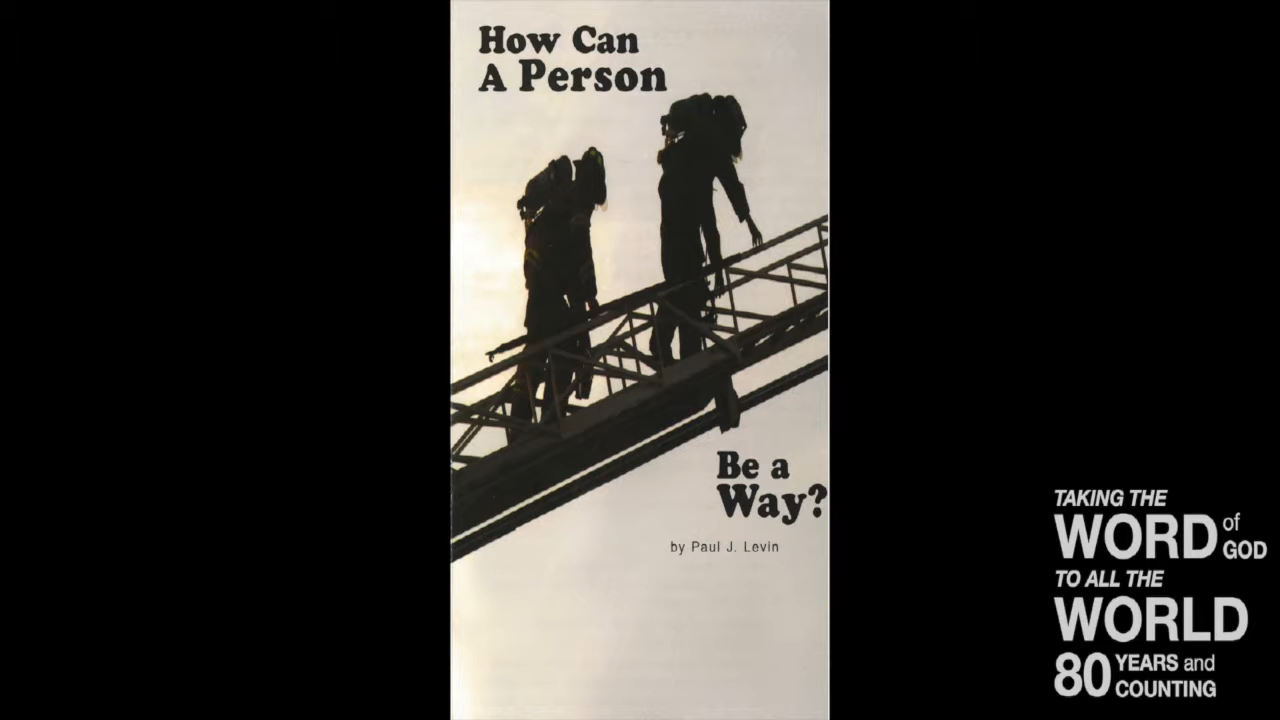 How Can
A Person
Be a
Way?
by Paul J. Levin
TAKING THE
WORD of GOD
TO ALL THE
WORLD
80 YEARS and
COUNTING